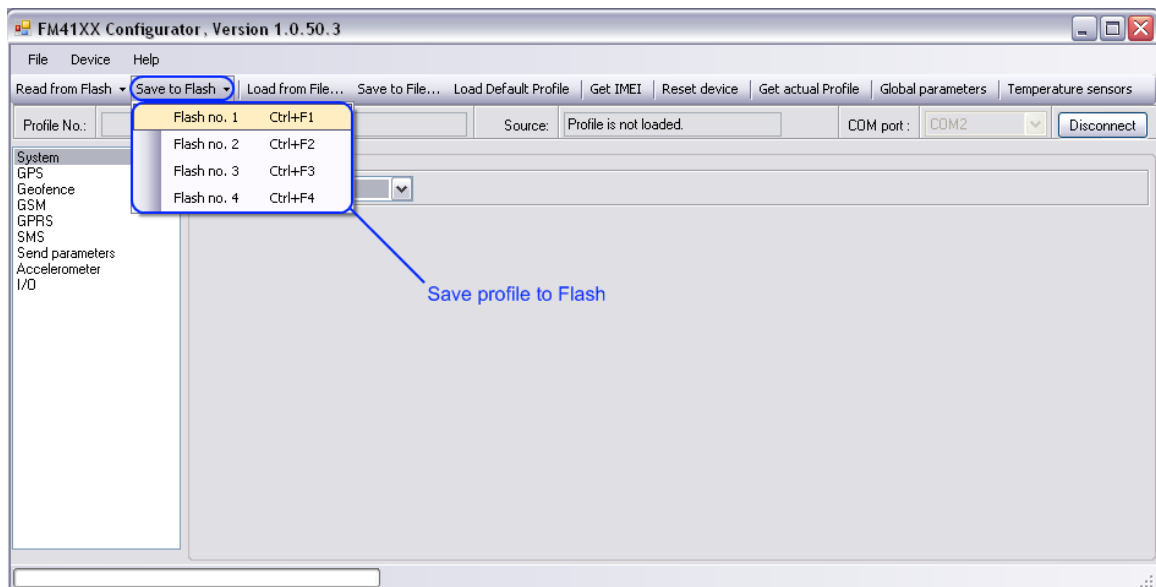 FM41XX Configurator, Version 1.0.50.3
File Device Help
Read from Flash Save to Flash Load from File... Save to File... Load Default Profile Get IMEI Reset device Get actual Profile Global parameters Temperature sensors
Profile No.: Source: Profile is not loaded. COM port : COM2 Disconnect
Flash no. 1 Ctrl+F1
Flash no. 2 Ctrl+F2
Flash no. 3 Ctrl+F3
Flash no. 4 Ctrl+F4
System
GPS
Geofence
GSM
GPRS
SMS
Send parameters
Accelerometer
I/O
Save profile to Flash